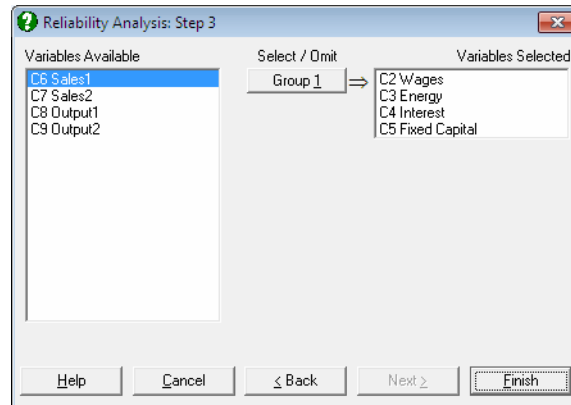 Reliability Analysis: Step 3
Variables Available
Select / Omit
Variables Selected
C6 Sales1
C7 Sales2
C8 Output1
C9 Output2
Group 1
C2 Wages
C3 Energy
C4 Interest
C5 Fixed Capital
Help
Cancel
< Back
Next >
Finish